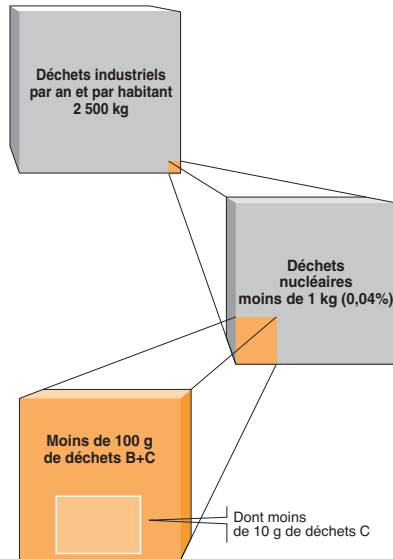 Déchets industriels
par an et par habitant
2 500 kg
Déchets
nucléaires
moins de 1 kg (0,04%)
Moins de 100 g
de déchets B+C
Dont moins
de 10 g de déchets C